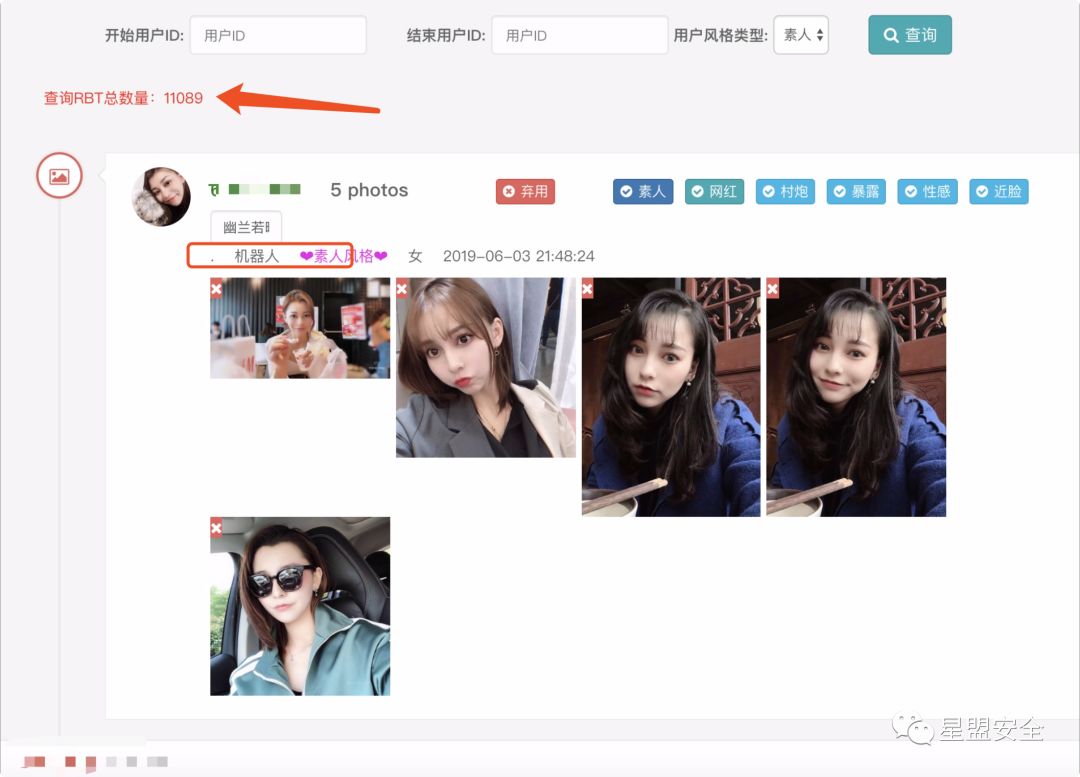 开始用户ID: 用户ID 结束用户ID: 用户ID 用户风格类型: 素人 查询
查询RBT总数量：11089
5 photos 弃用 素人 网红 村炮 暴露 性感 近脸
幽兰若
. 机器人 ❤素人风格❤ 女 2019-06-03 21:48:24
星盟安全